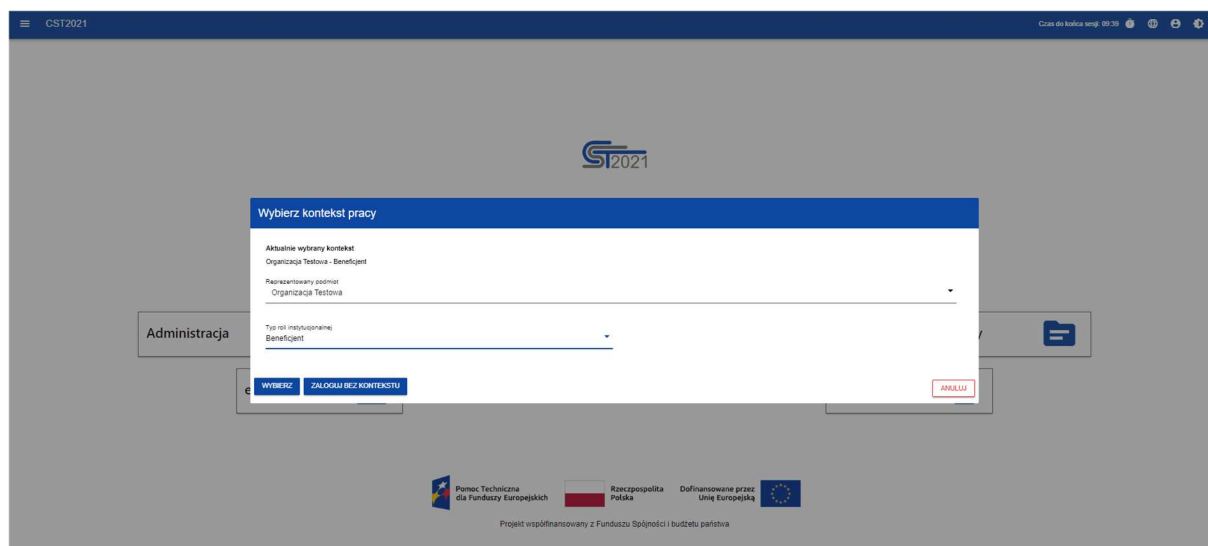 CST2021
Czas do końca sesji: 09:39
CST2021
Wybierz kontekst pracy
Aktualnie wybrany kontekst
Organizacja Testowa - Beneficjent
Reprezentowany podmiot
Organizacja Testowa
Administracja
Typ roli instytucjonalnej
Beneficjent
y
e
WYBIERZ
ZALOGUJ BEZ KONTEKSTU
ANULUJ
Pomoc Techniczna
dla Funduszy Europejskich
Rzeczpospolita
Polska
Dofinansowane przez
Unię Europejską
Projekt współfinansowany z Funduszu Spójności i budżetu państwa